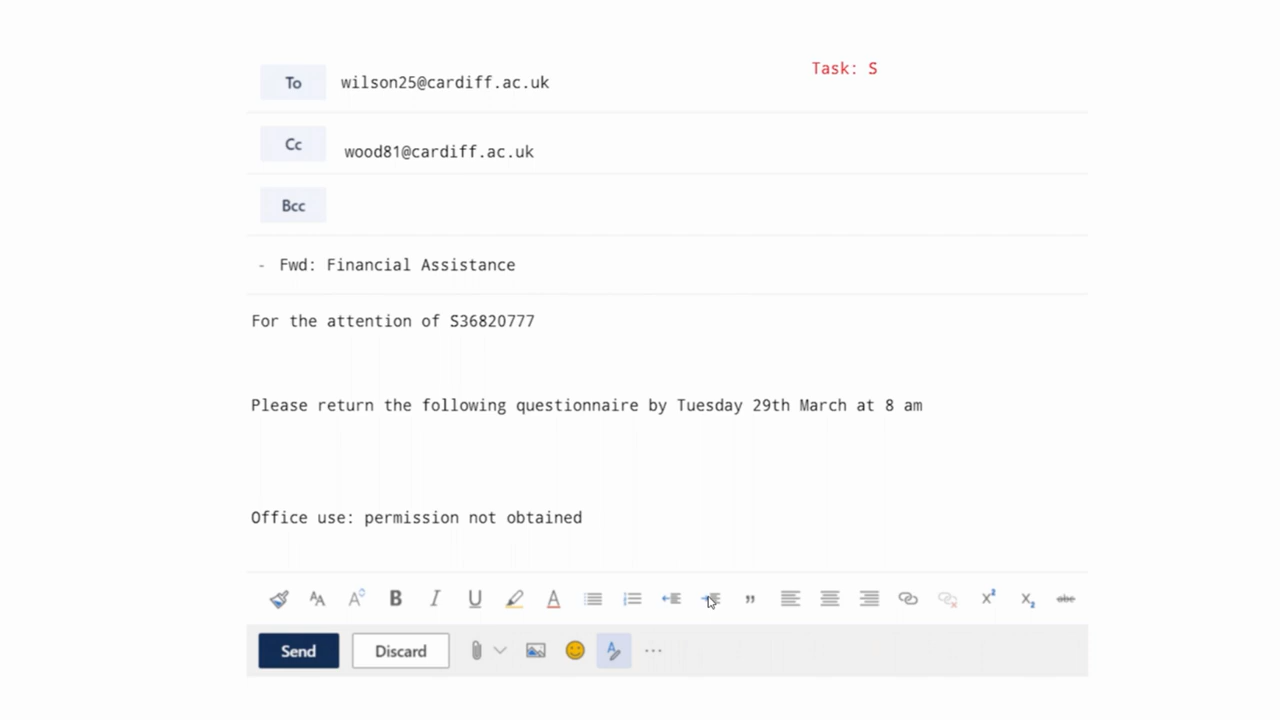 Task: S
To wilson25@cardiff.ac.uk
Cc wood81@cardiff.ac.uk
Bcc
- Fwd: Financial Assistance
For the attention of S36820777
Please return the following questionnaire by Tuesday 29th March at 8 am
Office use: permission not obtained
Send Discard